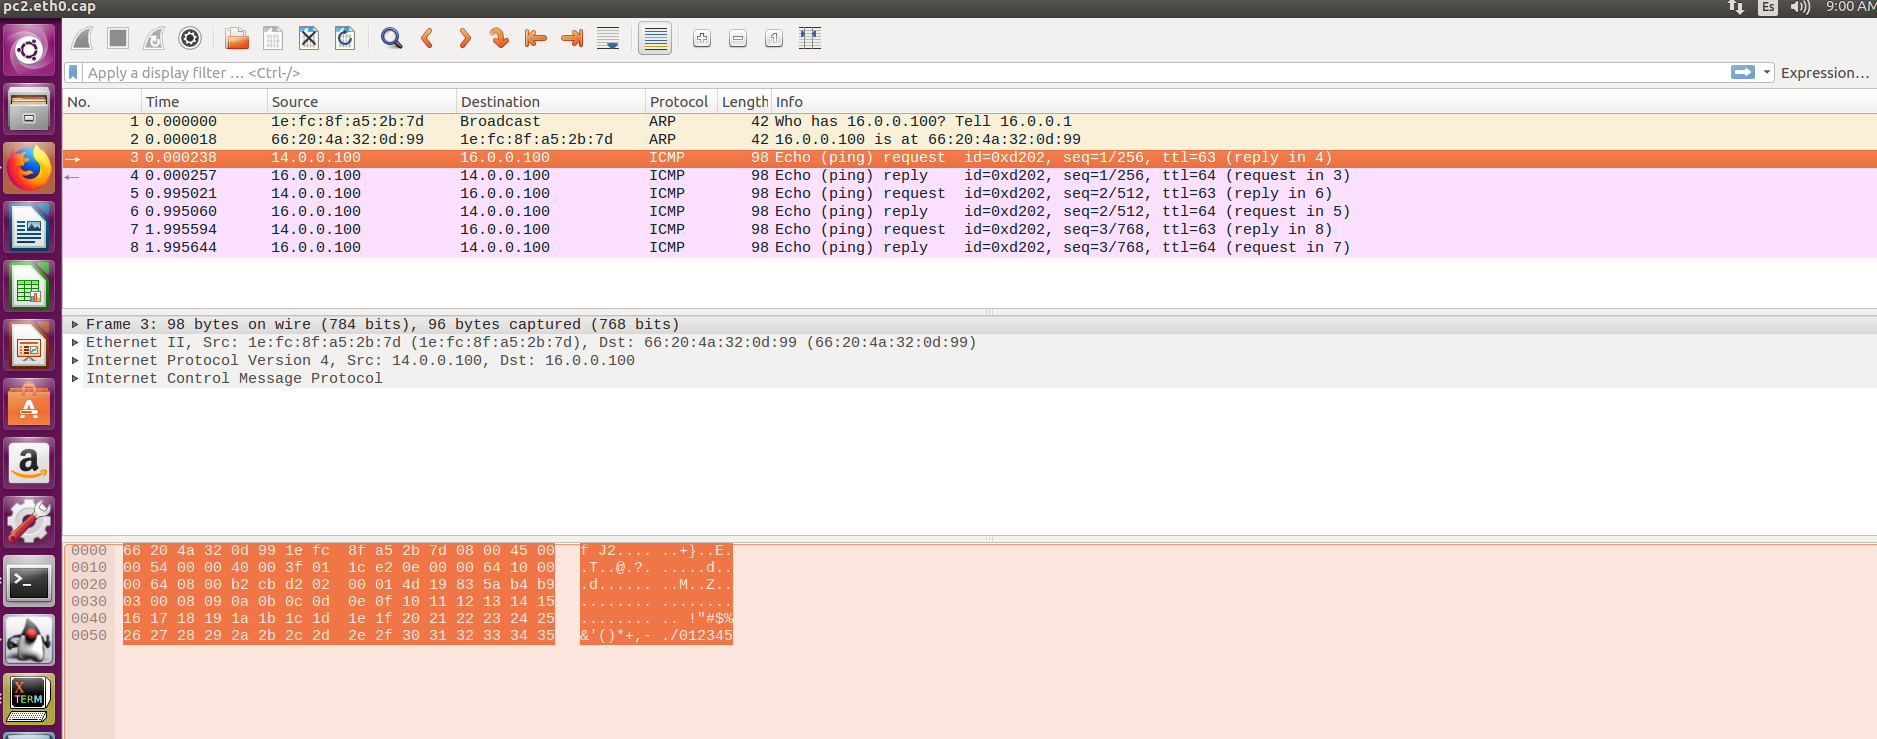 pc2.eth0.cap
Es
9:00 AM
Apply a display filter … <Ctrl-/>
Expression…
No. Time Source Destination Protocol Length Info
1 0.000000 1e:fc:8f:a5:2b:7d Broadcast ARP 42 Who has 16.0.0.100? Tell 16.0.0.1
2 0.000018 66:20:4a:32:0d:99 1e:fc:8f:a5:2b:7d ARP 42 16.0.0.100 is at 66:20:4a:32:0d:99
3 0.000238 14.0.0.100 16.0.0.100 ICMP 98 Echo (ping) request id=0xd202, seq=1/256, ttl=63 (reply in 4)
4 0.000257 16.0.0.100 14.0.0.100 ICMP 98 Echo (ping) reply id=0xd202, seq=1/256, ttl=64 (request in 3)
5 0.995021 14.0.0.100 16.0.0.100 ICMP 98 Echo (ping) request id=0xd202, seq=2/512, ttl=63 (reply in 6)
6 0.995060 16.0.0.100 14.0.0.100 ICMP 98 Echo (ping) reply id=0xd202, seq=2/512, ttl=64 (request in 5)
7 1.995594 14.0.0.100 16.0.0.100 ICMP 98 Echo (ping) request id=0xd202, seq=3/768, ttl=63 (reply in 8)
8 1.995644 16.0.0.100 14.0.0.100 ICMP 98 Echo (ping) reply id=0xd202, seq=3/768, ttl=64 (request in 7)
Frame 3: 98 bytes on wire (784 bits), 96 bytes captured (768 bits)
Ethernet II, Src: 1e:fc:8f:a5:2b:7d (1e:fc:8f:a5:2b:7d), Dst: 66:20:4a:32:0d:99 (66:20:4a:32:0d:99)
Internet Protocol Version 4, Src: 14.0.0.100, Dst: 16.0.0.100
Internet Control Message Protocol
0000 66 20 4a 32 0d 99 1e fc 8f a5 2b 7d 08 00 45 00 f J2.... ..+}..E.
0010 00 54 00 00 40 00 3f 01 1c e2 0e 00 00 64 10 00 .T..@.?. .....d..
0020 00 64 08 00 b2 cb d2 02 00 01 4d 19 83 5a b4 b9 .d...... ..M..Z..
0030 03 00 08 09 0a 0b 0c 0d 0e 0f 10 11 12 13 14 15 ........ ........
0040 16 17 18 19 1a 1b 1c 1d 1e 1f 20 21 22 23 24 25 ........ .. !"#$%
0050 26 27 28 29 2a 2b 2c 2d 2e 2f 30 31 32 33 34 35 &'()*+,- ./012345
X
TERM